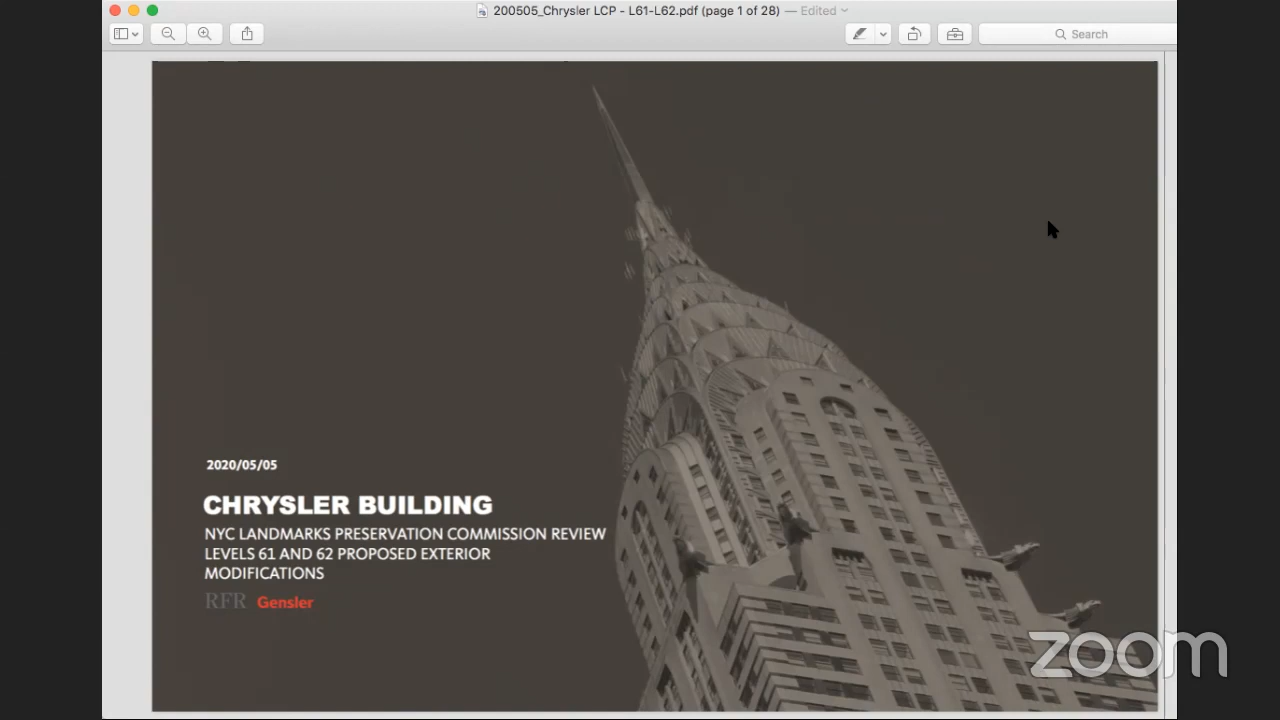 200505_Chrysler LCP - L61-L62.pdf (page 1 of 28) — Edited
Search
2020/05/05
CHRYSLER BUILDING
NYC LANDMARKS PRESERVATION COMMISSION REVIEW
LEVELS 61 AND 62 PROPOSED EXTERIOR
MODIFICATIONS
RFR Gensler
zoom